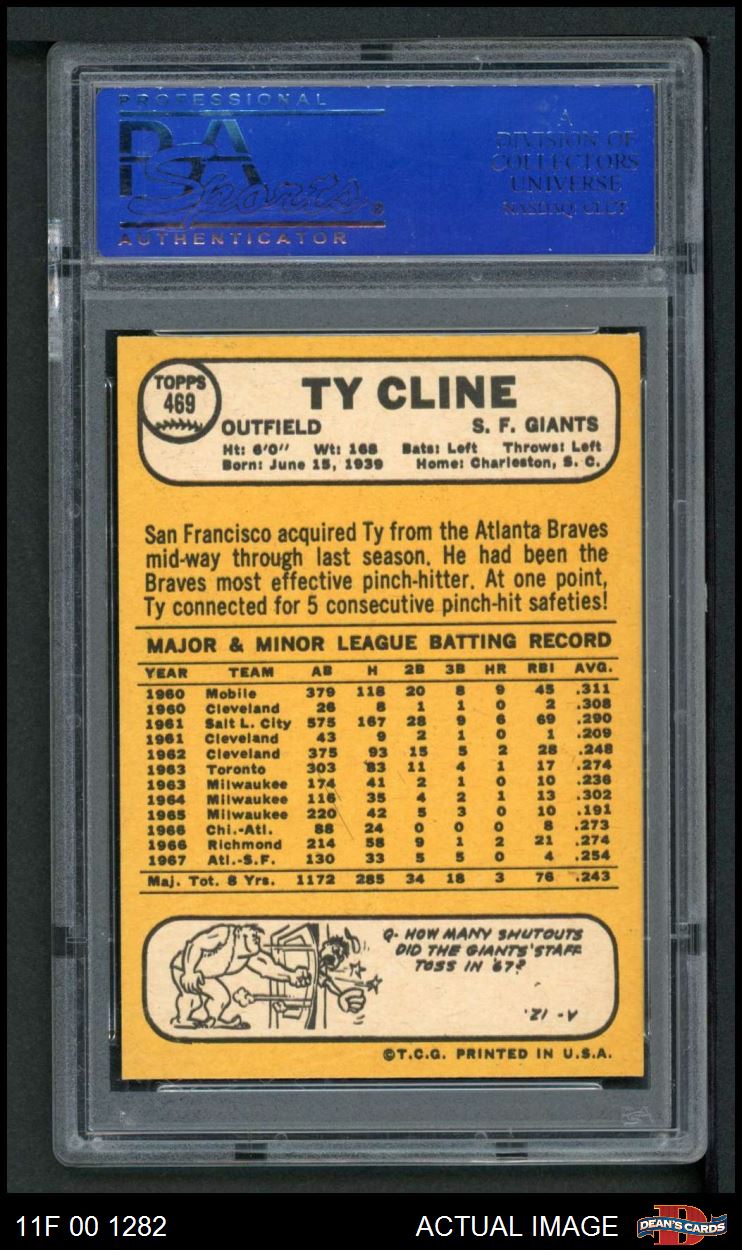 PROFESSIONAL
PSA
Sports®
AUTHENTICATOR
A
DIVISION OF
COLLECTORS
UNIVERSE
NASDAQ: CLCT
TOPPS
469
TY CLINE
OUTFIELD S. F. GIANTS
Ht: 6'0" Wt: 168 Bats: Left Throws: Left
Born: June 15, 1939 Home: Charleston, S. C.
San Francisco acquired Ty from the Atlanta Braves
mid-way through last season. He had been the
Braves most effective pinch-hitter. At one point,
Ty connected for 5 consecutive pinch-hit safeties!
MAJOR & MINOR LEAGUE BATTING RECORD
YEAR TEAM AB H 2B 3B HR RBI AVG.
1960 Mobile 379 118 20 8 9 45 .311
1960 Cleveland 26 8 1 1 0 2 .308
1961 Salt L. City 575 167 28 9 6 69 .290
1961 Cleveland 43 9 2 1 0 1 .209
1962 Cleveland 375 93 15 5 2 28 .248
1963 Toronto 303 83 11 4 1 17 .274
1963 Milwaukee 174 41 2 1 0 10 .236
1964 Milwaukee 116 35 4 2 1 13 .302
1965 Milwaukee 220 42 5 3 0 10 .191
1966 Chi.-Atl. 88 24 0 0 0 8 .273
1966 Richmond 214 58 9 1 2 21 .274
1967 Atl.-S.F. 130 33 5 5 0 4 .254
Maj. Tot. 8 Yrs. 1172 285 34 18 3 76 .243
Q- HOW MANY SHUTOUTS
DID THE GIANTS' STAFF
TOSS IN '67?
A- 12.
©T.C.G. PRINTED IN U.S.A.
PSA
11F 00 1282 ACTUAL IMAGE
D
DEAN'S CARDS